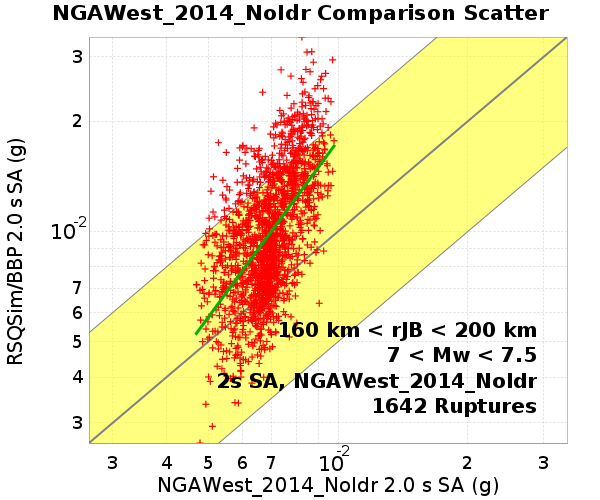 NGAWest_2014_NoIdr Comparison Scatter
RSQSim/BBP 2.0 s SA (g)
3
2
10-2
7
6
5
4
3
160 km < rJB < 200 km
7 < Mw < 7.5
2s SA, NGAWest_2014_NoIdr
1642 Ruptures
3 4 5 6 7 10-2 2 3
NGAWest_2014_NoIdr 2.0 s SA (g)